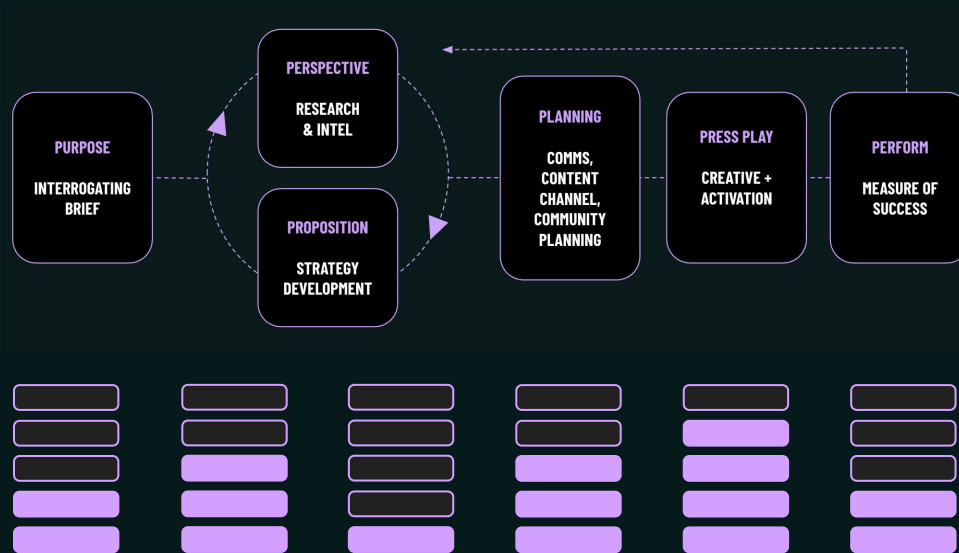 PURPOSE
INTERROGATING
BRIEF
PERSPECTIVE
RESEARCH
& INTEL
PROPOSITION
STRATEGY
DEVELOPMENT
PLANNING
COMMS,
CONTENT
CHANNEL,
COMMUNITY
PLANNING
PRESS PLAY
CREATIVE +
ACTIVATION
PERFORM
MEASURE OF
SUCCESS